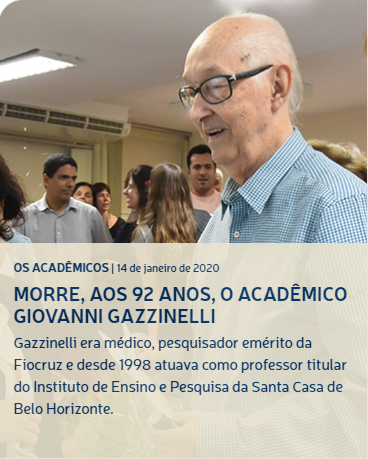 OS ACADÊMICOS | 14 de janeiro de 2020
MORRE, AOS 92 ANOS, O ACADÊMICO
GIOVANNI GAZZINELLI
Gazzinelli era médico, pesquisador emérito da
Fiocruz e desde 1998 atuava como professor titular
do Instituto de Ensino e Pesquisa da Santa Casa de
Belo Horizonte.